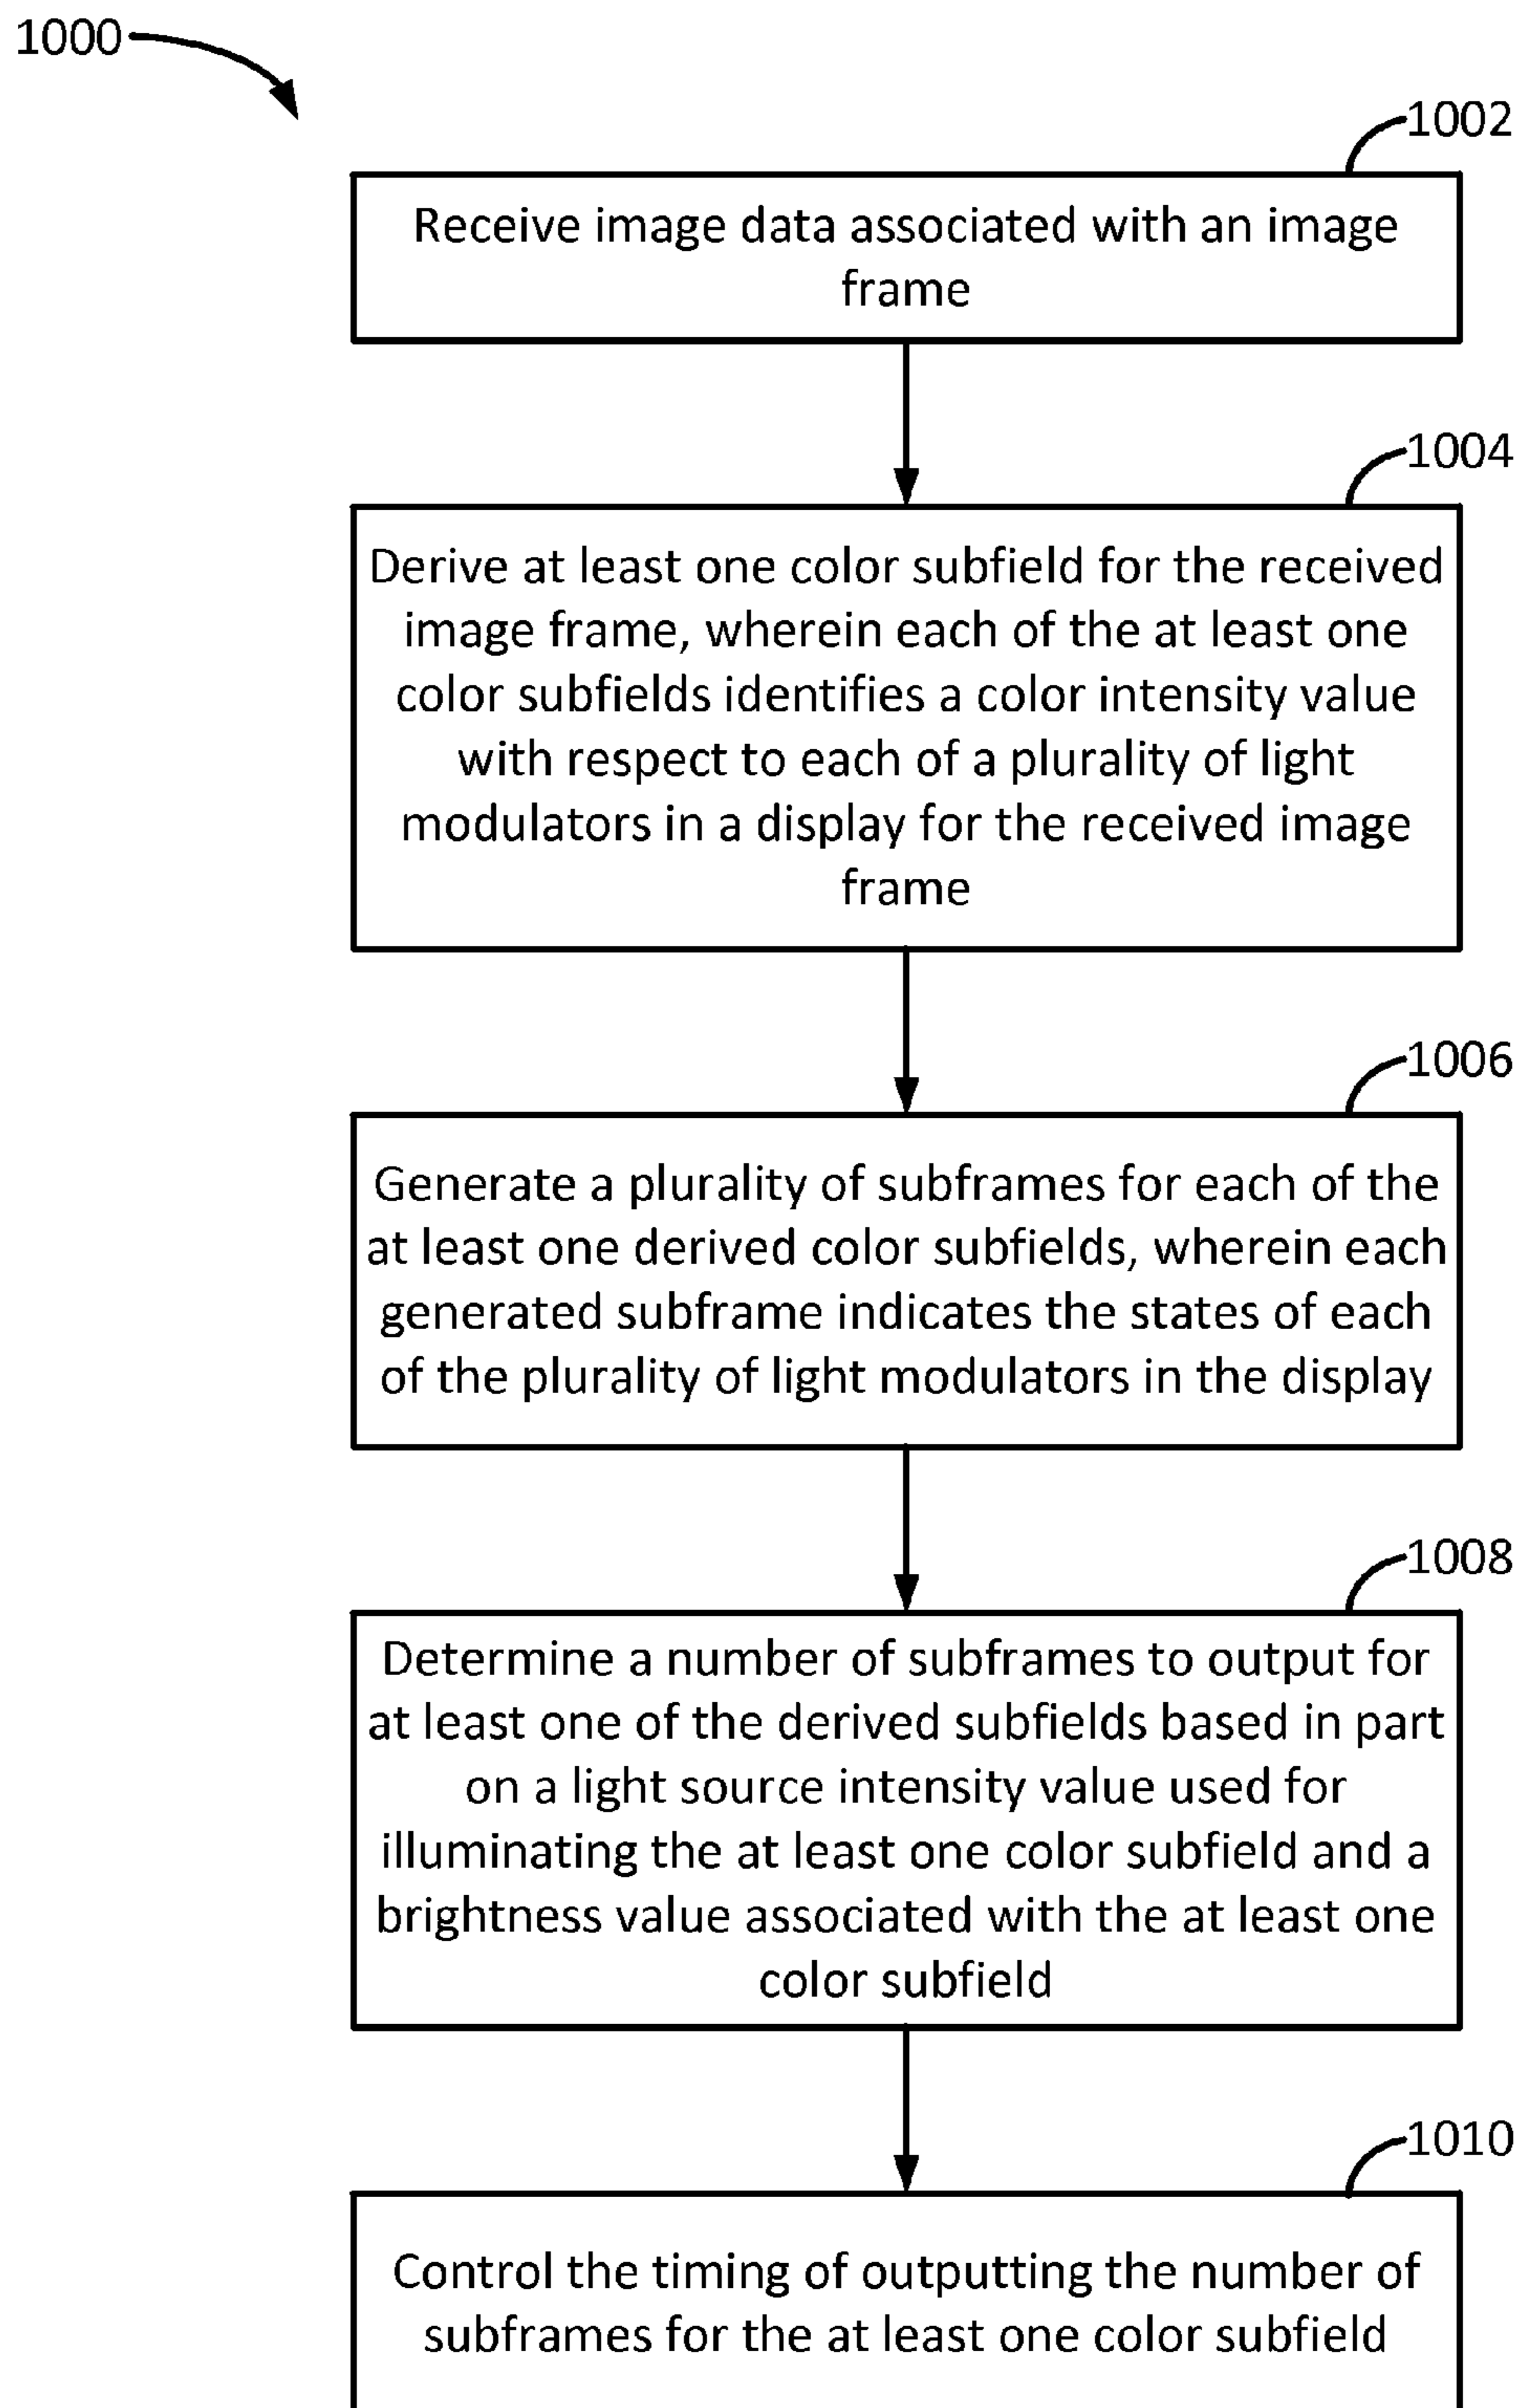 1000
1002
Receive image data associated with an image
frame
1004
Derive at least one color subfield for the received
image frame, wherein each of the at least one
color subfields identifies a color intensity value
with respect to each of a plurality of light
modulators in a display for the received image
frame
1006
Generate a plurality of subframes for each of the
at least one derived color subfields, wherein each
generated subframe indicates the states of each
of the plurality of light modulators in the display
1008
Determine a number of subframes to output for
at least one of the derived subfields based in part
on a light source intensity value used for
illuminating the at least one color subfield and a
brightness value associated with the at least one
color subfield
1010
Control the timing of outputting the number of
subframes for the at least one color subfield